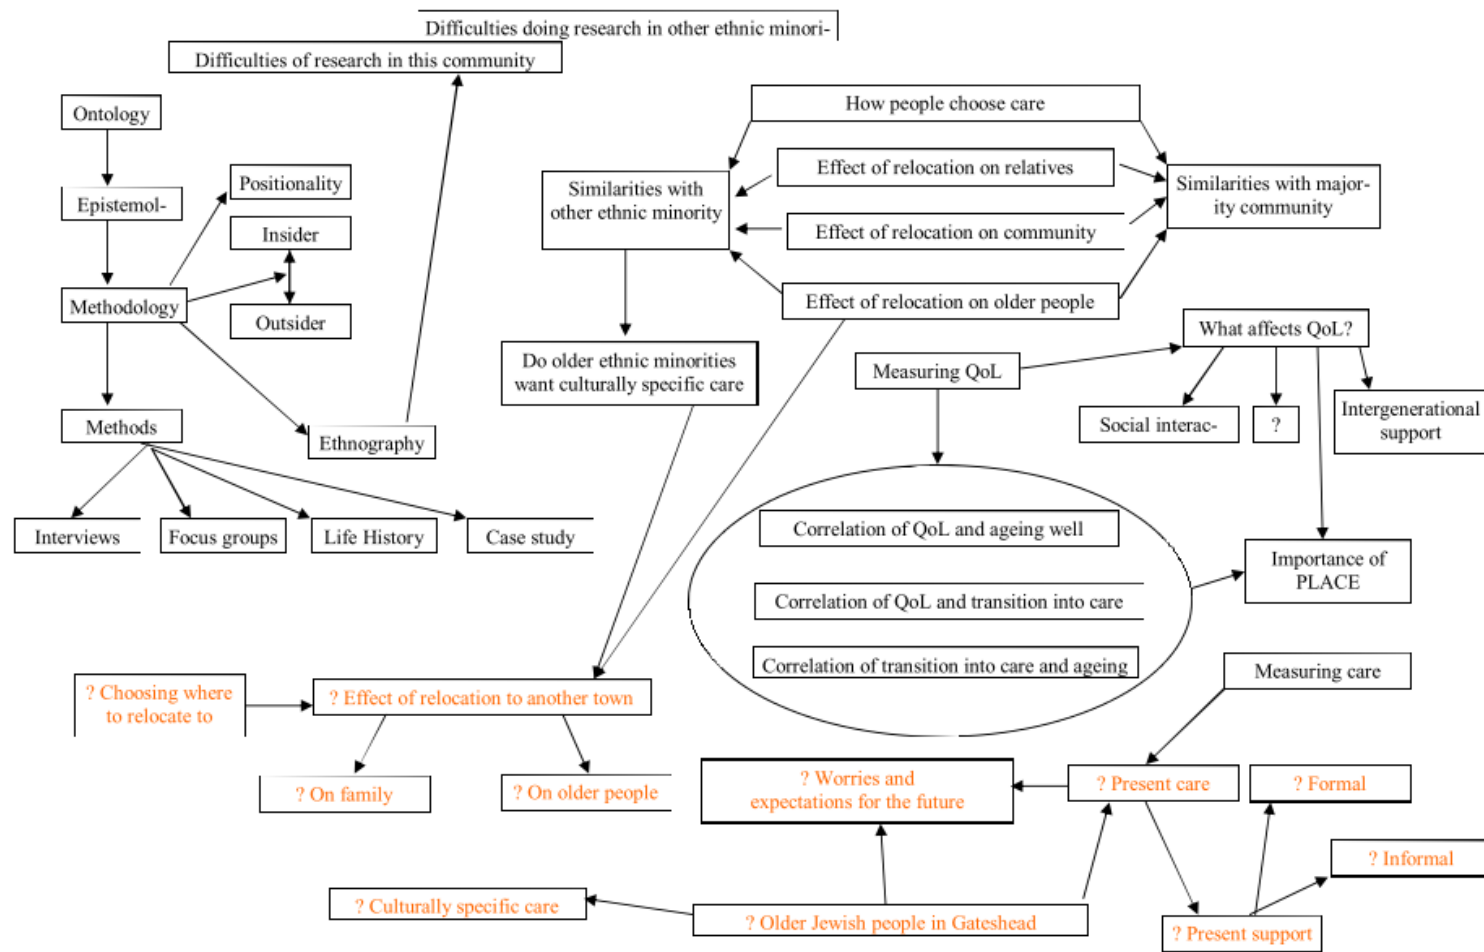 Difficulties doing research in other ethnic minori-
Difficulties of research in this community
Ontology
Epistemol-
Methodology
Methods
Positionality
Insider
Outsider
Ethnography
Interviews
Focus groups
Life History
Case study
How people choose care
Effect of relocation on relatives
Effect of relocation on community
Effect of relocation on older people
Similarities with
other ethnic minority
Similarities with major-
ity community
Do older ethnic minorities
want culturally specific care
Measuring QoL
What affects QoL?
Social interac-
?
Intergenerational
support
Correlation of QoL and ageing well
Correlation of QoL and transition into care
Correlation of transition into care and ageing
Importance of
PLACE
Measuring care
? Choosing where
to relocate to
? Effect of relocation to another town
? On family
? On older people
? Worries and
expectations for the future
? Present care
? Formal
? Informal
? Culturally specific care
? Older Jewish people in Gateshead
? Present support